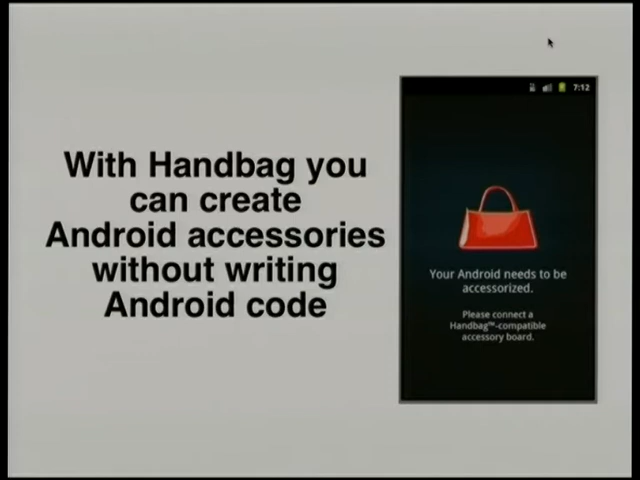 With Handbag you
can create
Android accessories
without writing
Android code
7:12
Your Android needs to be
accessorized.
Please connect a
Handbag™-compatible
accessory board.